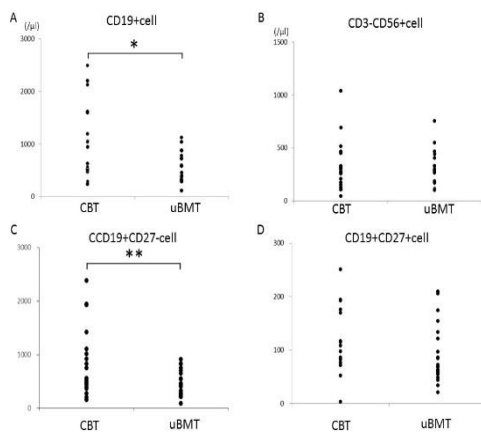 A
CD19+cell
(/μl)
3000
*
2000
1000
0
CBT
uBMT
B
CD3-CD56+cell
(/μl)
1500
1000
500
0
CBT
uBMT
C
CCD19+CD27-cell
3000
**
2000
1000
0
CBT
uBMT
D
CD19+CD27+cell
300
200
100
0
CBT
uBMT